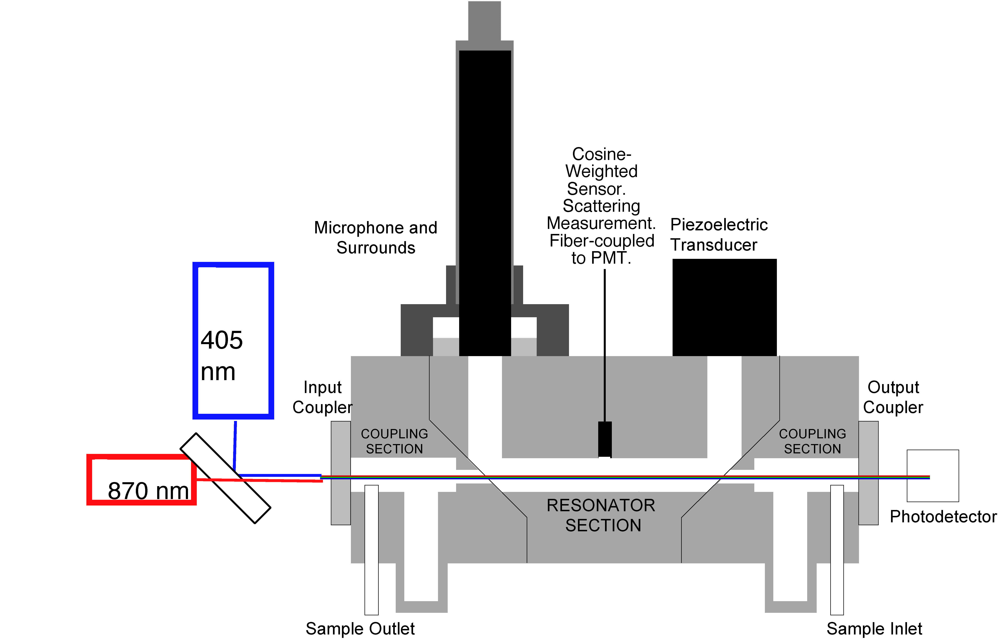 Cosine-
Weighted
Sensor.
Scattering
Measurement.
Fiber-coupled
to PMT.
Microphone and
Surrounds
Piezoelectric
Transducer
405
nm
Input
Coupler
Output
Coupler
COUPLING
SECTION
COUPLING
SECTION
870 nm
RESONATOR
SECTION
Photodetector
Sample Outlet
Sample Inlet